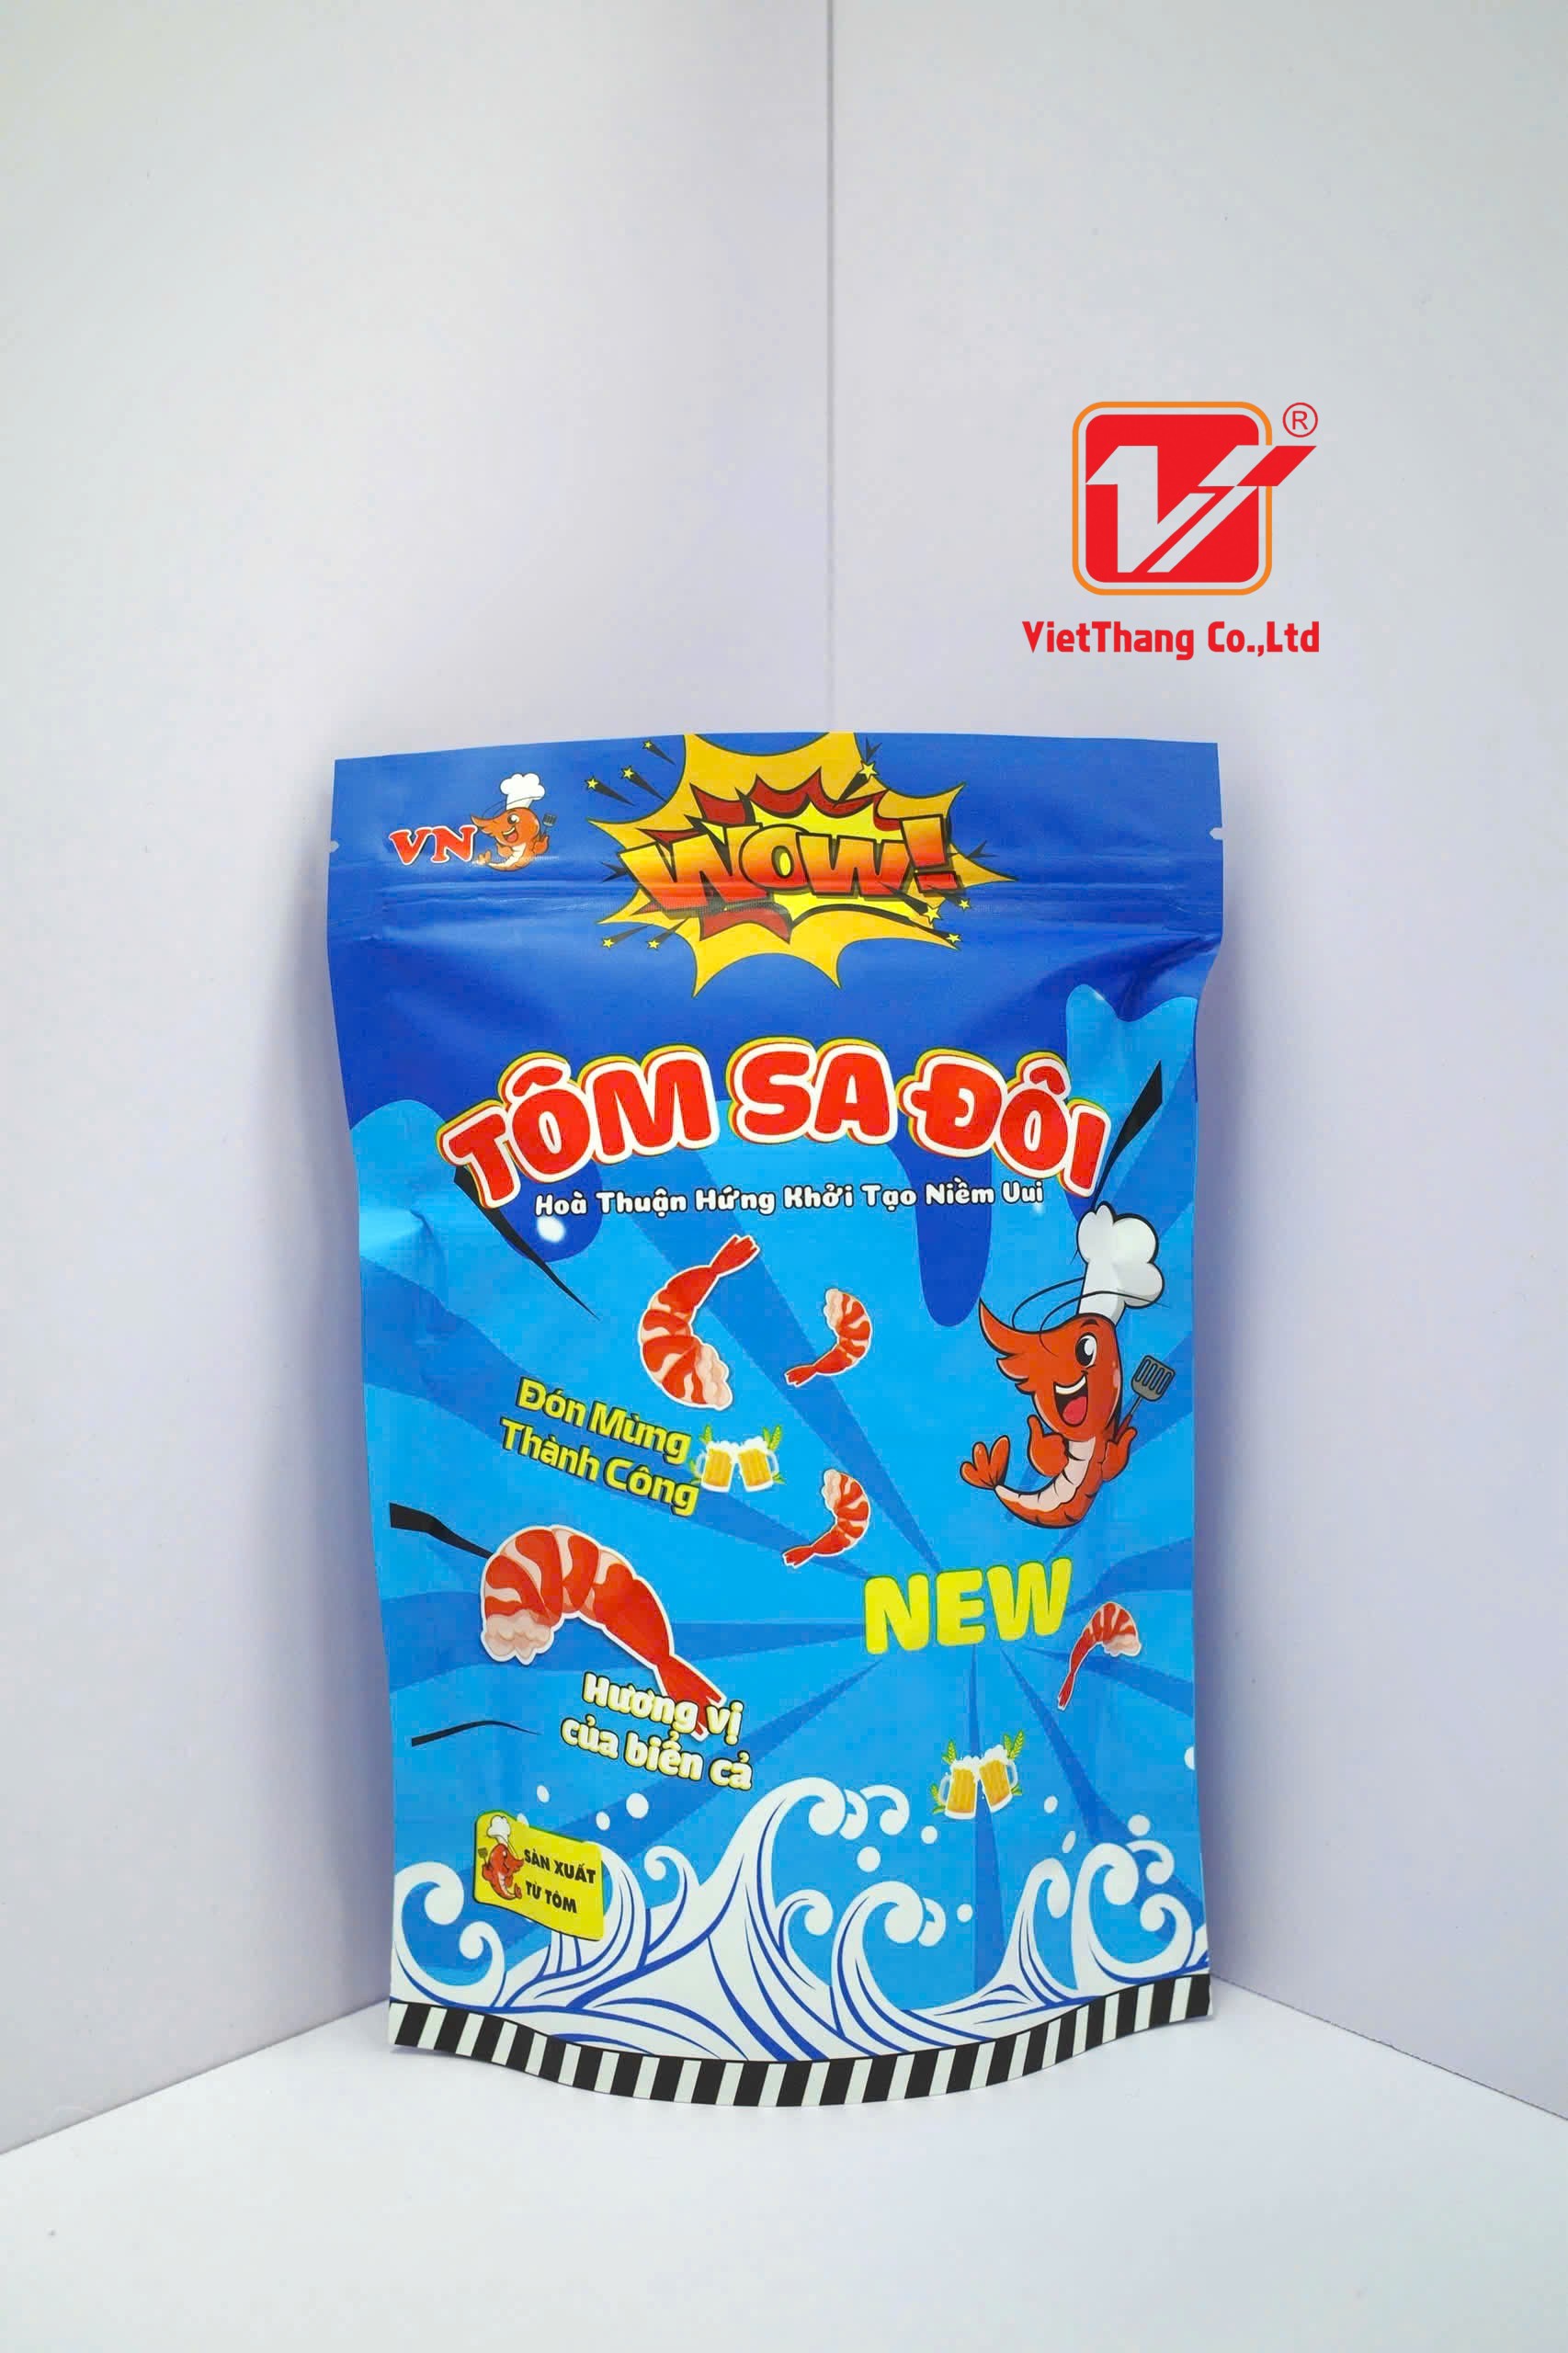 ®
VietThang Co.,Ltd
VN
WOW!
TÔM SA ĐÔI
Hoà Thuận Hứng Khởi Tạo Niềm Vui
Đón Mừng
Thành Công
NEW
Hương vị
của biển cả
SẢN XUẤT
TỪ TÔM